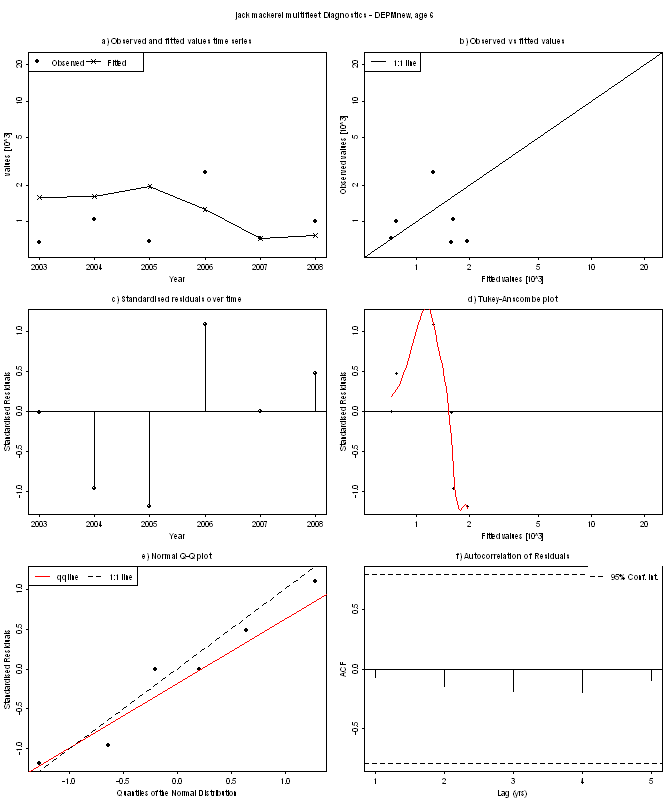 jack mackerel multifleet Diagnostics - DEPMnew, age 6
a) Observed and fitted values time series
b) Observed vs fitted values
Observed
Fitted
1:1 line
values [10^3]
20
10
5
2
1
2003 2004 2005 2006 2007 2008
Year
Observed values [10^3]
20
10
5
2
1
1 2 5 10 20
Fitted values [10^3]
c) Standardised residuals over time
d) Tukey-Anscombe plot
Standardised Residuals
1.0
0.5
0.0
-1.0
2003 2004 2005 2006 2007 2008
Year
Standardised Residuals
1.0
0.5
0.0
-1.0
1 2 5 10 20
Fitted values [10^3]
e) Normal Q-Q plot
f) Autocorrelation of Residuals
qq line
1:1 line
95% Conf. Int.
Standardised Residuals
1.0
0.5
0.0
-1.0
-1.0 -0.5 0.0 0.5 1.0
Quantiles of the Normal Distribution
ACF
0.5
0.0
-0.5
1 2 3 4 5
Lag (yrs)